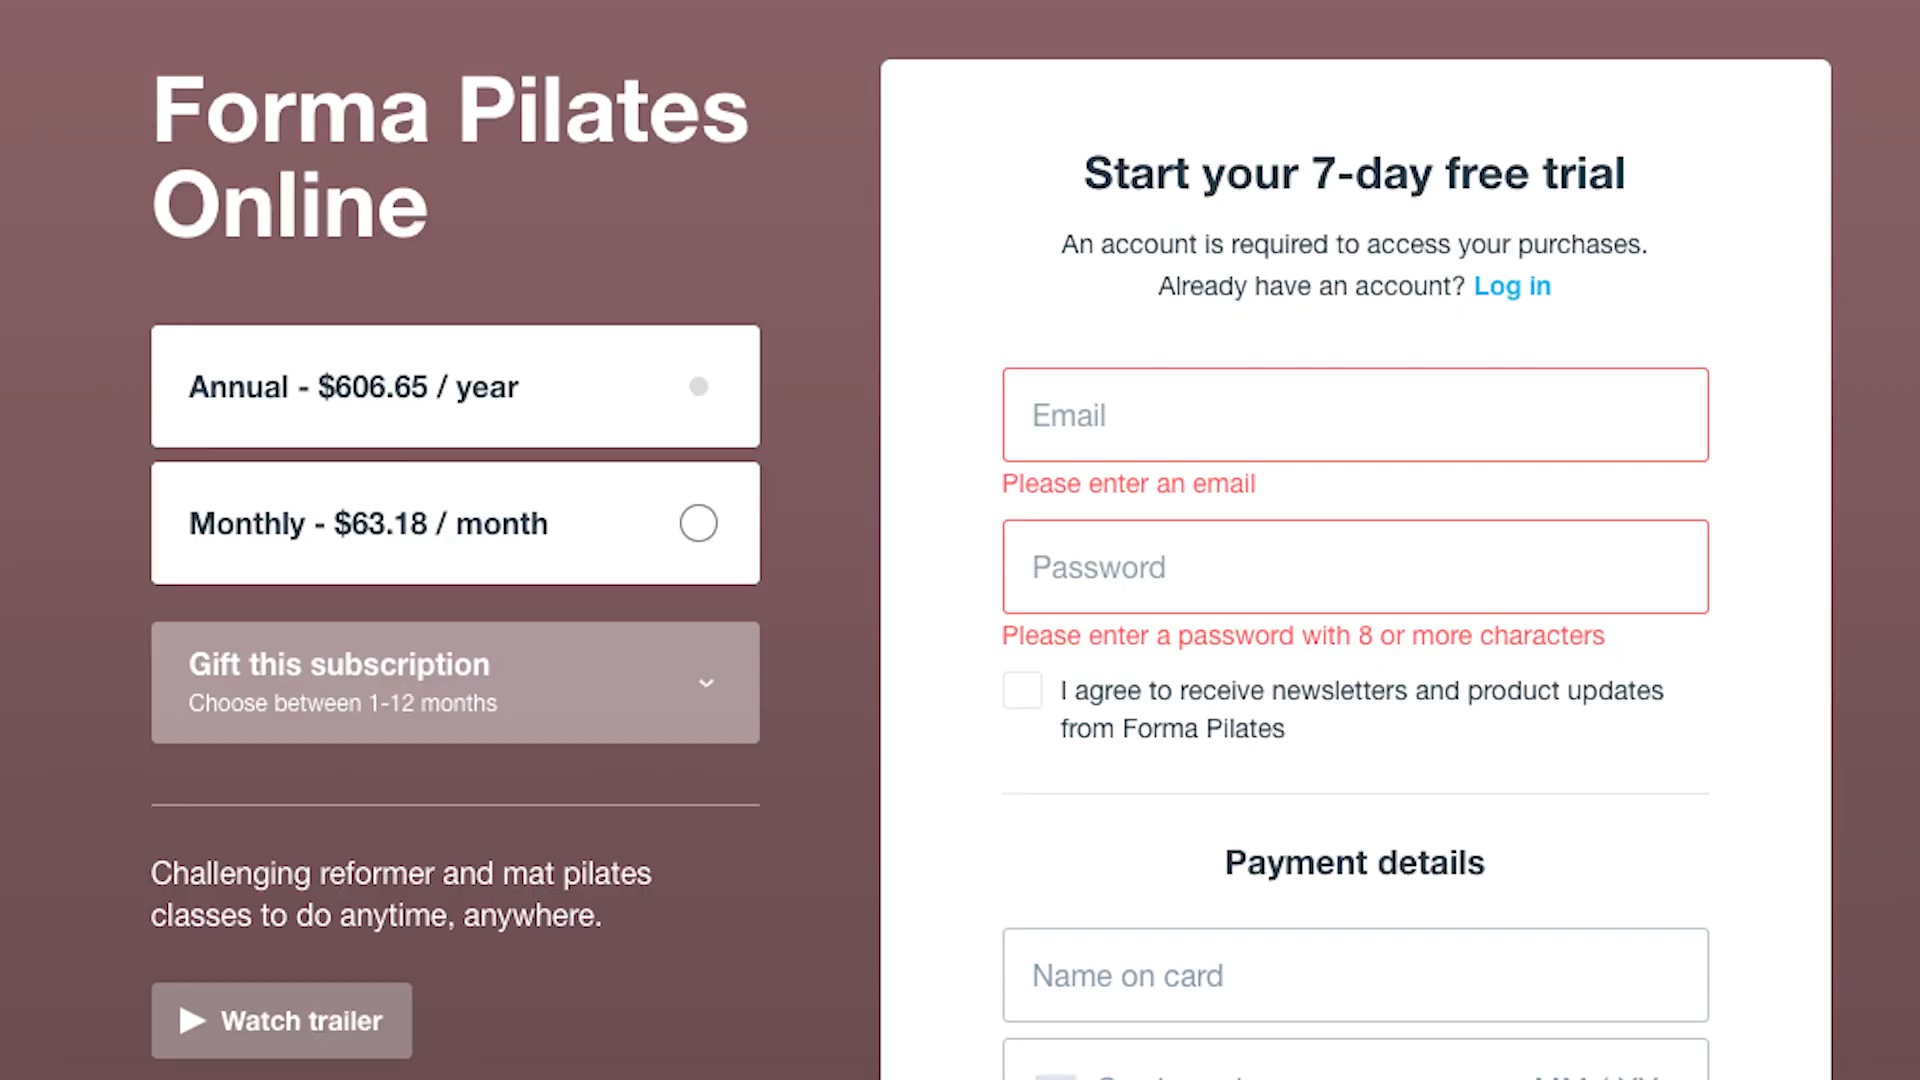 Forma Pilates
Online
Annual - $606.65 / year
Monthly - $63.18 / month
Gift this subscription
Choose between 1-12 months
Challenging reformer and mat pilates
classes to do anytime, anywhere.
Watch trailer
Start your 7-day free trial
An account is required to access your purchases.
Already have an account? Log in
Email
Please enter an email
Password
Please enter a password with 8 or more characters
I agree to receive newsletters and product updates
from Forma Pilates
Payment details
Name on card